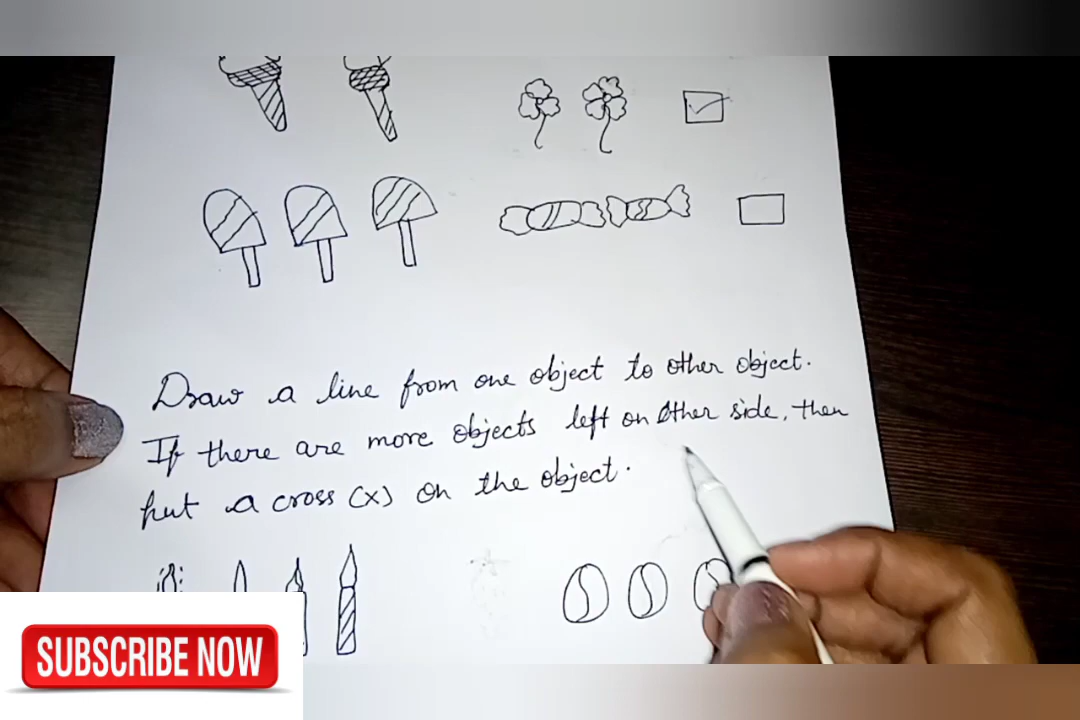 Draw a line from one object to other object.
If there are more objects left on other side, then
put a cross (x) on the object.
SUBSCRIBE NOW